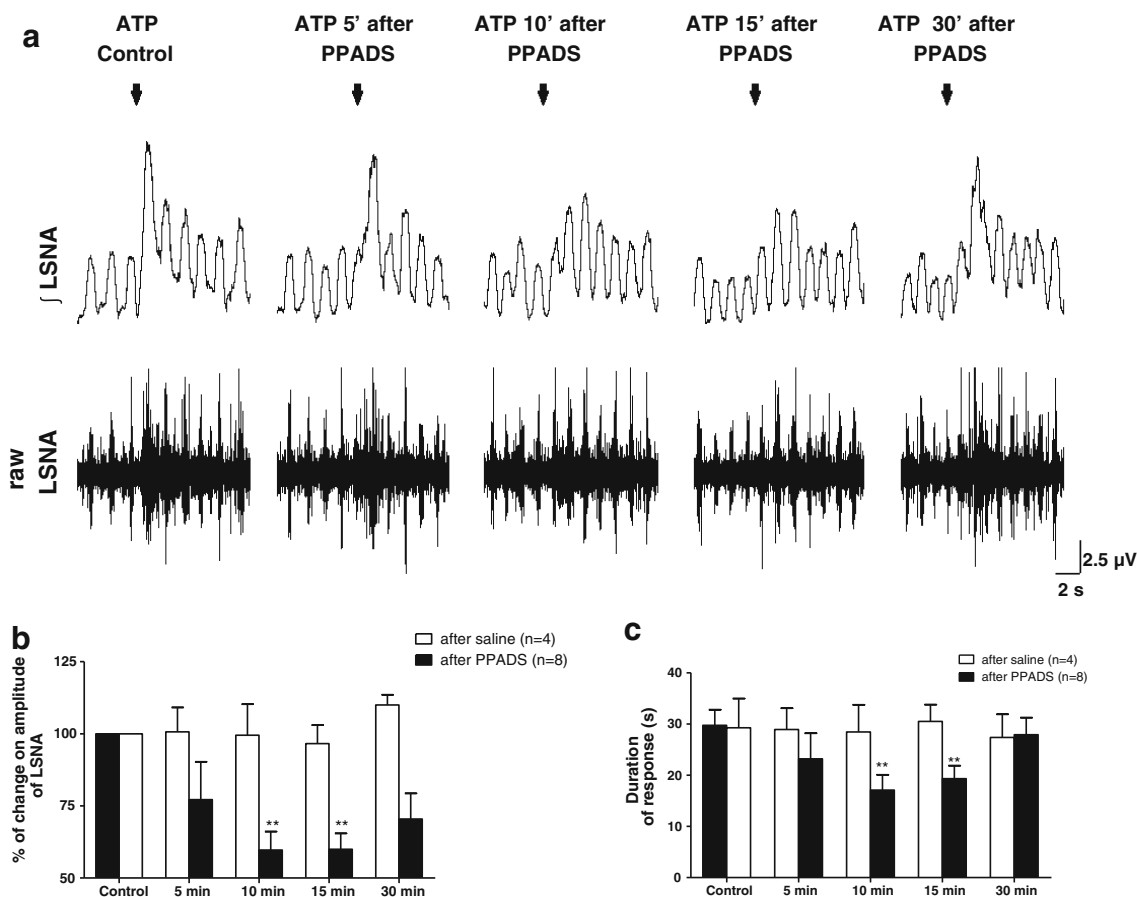 a
ATP
Control
ATP 5’ after
PPADS
ATP 10’ after
PPADS
ATP 15’ after
PPADS
ATP 30’ after
PPADS
∫ LSNA
raw
LSNA
2.5 µV
2 s
b
after saline (n=4)
after PPADS (n=8)
% of change on amplitude
of LSNA
125
100
75
50
** **
Control 5 min 10 min 15 min 30 min
c
after saline (n=4)
after PPADS (n=8)
Duration
of response (s)
40
30
20
10
0
** **
Control 5 min 10 min 15 min 30 min